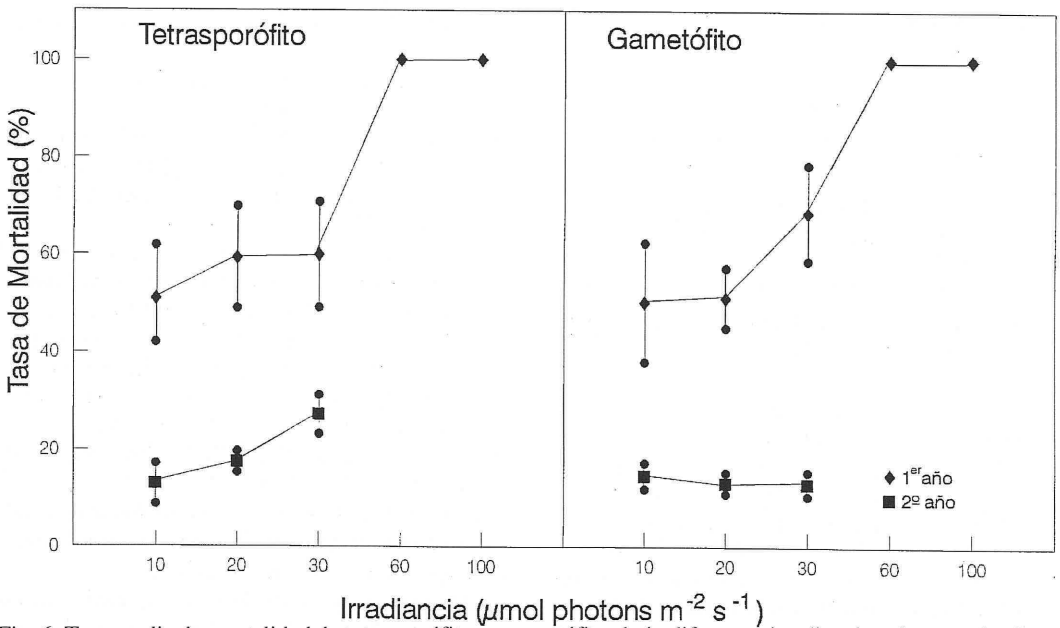 Tetrasporófito
Gametófito
Tasa de Mortalidad (%)
100
80
60
40
20
0
1er año
2º año
10 20 30 60 100
10 20 30 60 100
Irradiancia (μmol photons m-2 s-1)